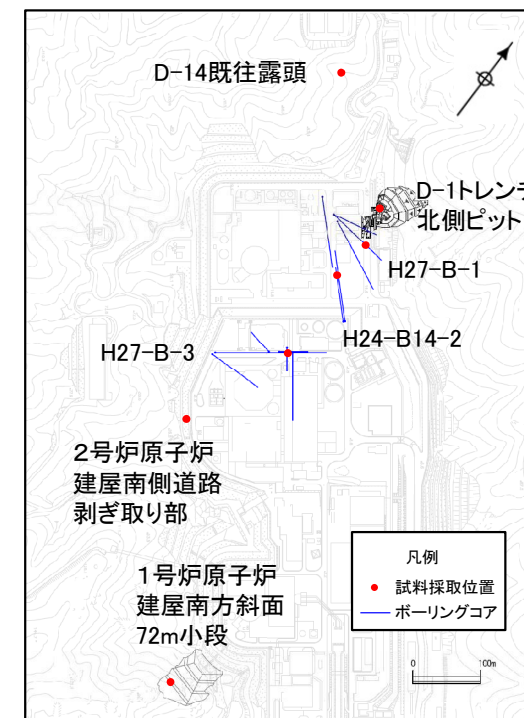 D-14既往露頭
D-1トレンチ
北側ピット
H27-B-1
H24-B14-2
H27-B-3
2号炉原子炉
建屋南側道路
剥ぎ取り部
1号炉原子炉
建屋南方斜面
72m小段
凡例
試料採取位置
ボーリングコア
0 100m